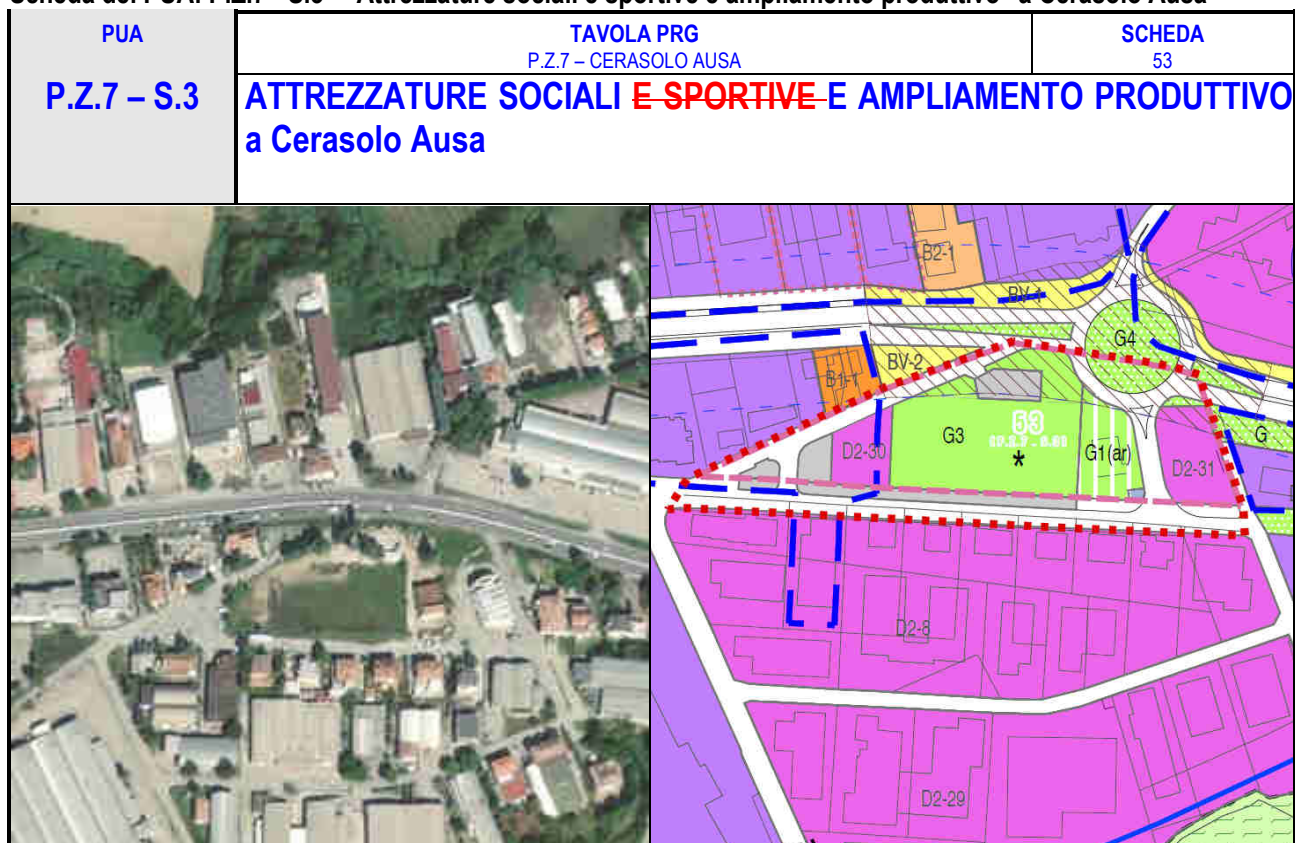 PUA
TAVOLA PRG
SCHEDA
P.Z.7 – CERASOLO AUSA
53
P.Z.7 – S.3
ATTREZZATURE SOCIALI E SPORTIVE E AMPLIAMENTO PRODUTTIVO
a Cerasolo Ausa
B2-1
BV-1
G4
BV-2
B1-1
53
G3
G1(ar)
G
D2-30
D2-31
*
D2-8
D2-29